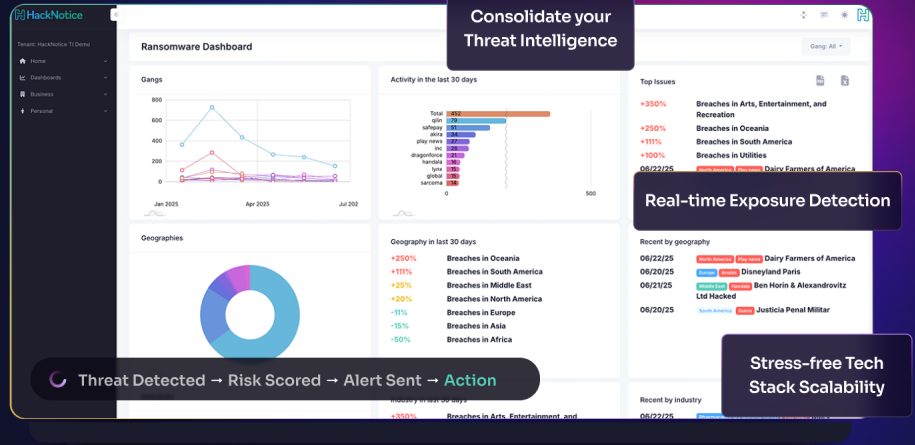 HackNotice
Consolidate your
Threat Intelligence
Tenant: HackNotice TI Demo
Home
Dashboards
Business
Personal
Ransomware Dashboard
Gang: All
Gangs
800
600
400
200
0
Jan 2025
Apr 2025
Jul 202
Activity in the last 30 days
Total 452
qilin 79
safepay 51
akira 34
play news 27
inc 26
dragonforce 21
handala 16
lynx 15
global 15
sarcoma 14
0
500
Top Issues
+350% Breaches in Arts, Entertainment, and
Recreation
+250% Breaches in Oceania
+111% Breaches in South America
+100% Breaches in Utilities
06/22/25 North America Play news Dairy Farmers of America
Real-time Exposure Detection
Geographies
Geography in last 30 days
+250% Breaches in Oceania
+111% Breaches in South America
+25% Breaches in Middle East
+20% Breaches in North America
-11% Breaches in Europe
-15% Breaches in Asia
-50% Breaches in Africa
Recent by geography
06/22/25 North America Play news Dairy Farmers of America
06/20/25 Europe Anubis Disneyland Paris
06/21/25 Middle East Handala Ben Horin & Alexandrovitz
Ltd Hacked
06/20/25 South America Gunra Justicia Penal Militar
Threat Detected → Risk Scored → Alert Sent → Action
Stress-free Tech
Stack Scalability
Industry in last 30 days
+350% Breaches in Arts, Entertainment, and
Recent by industry
06/22/25
America